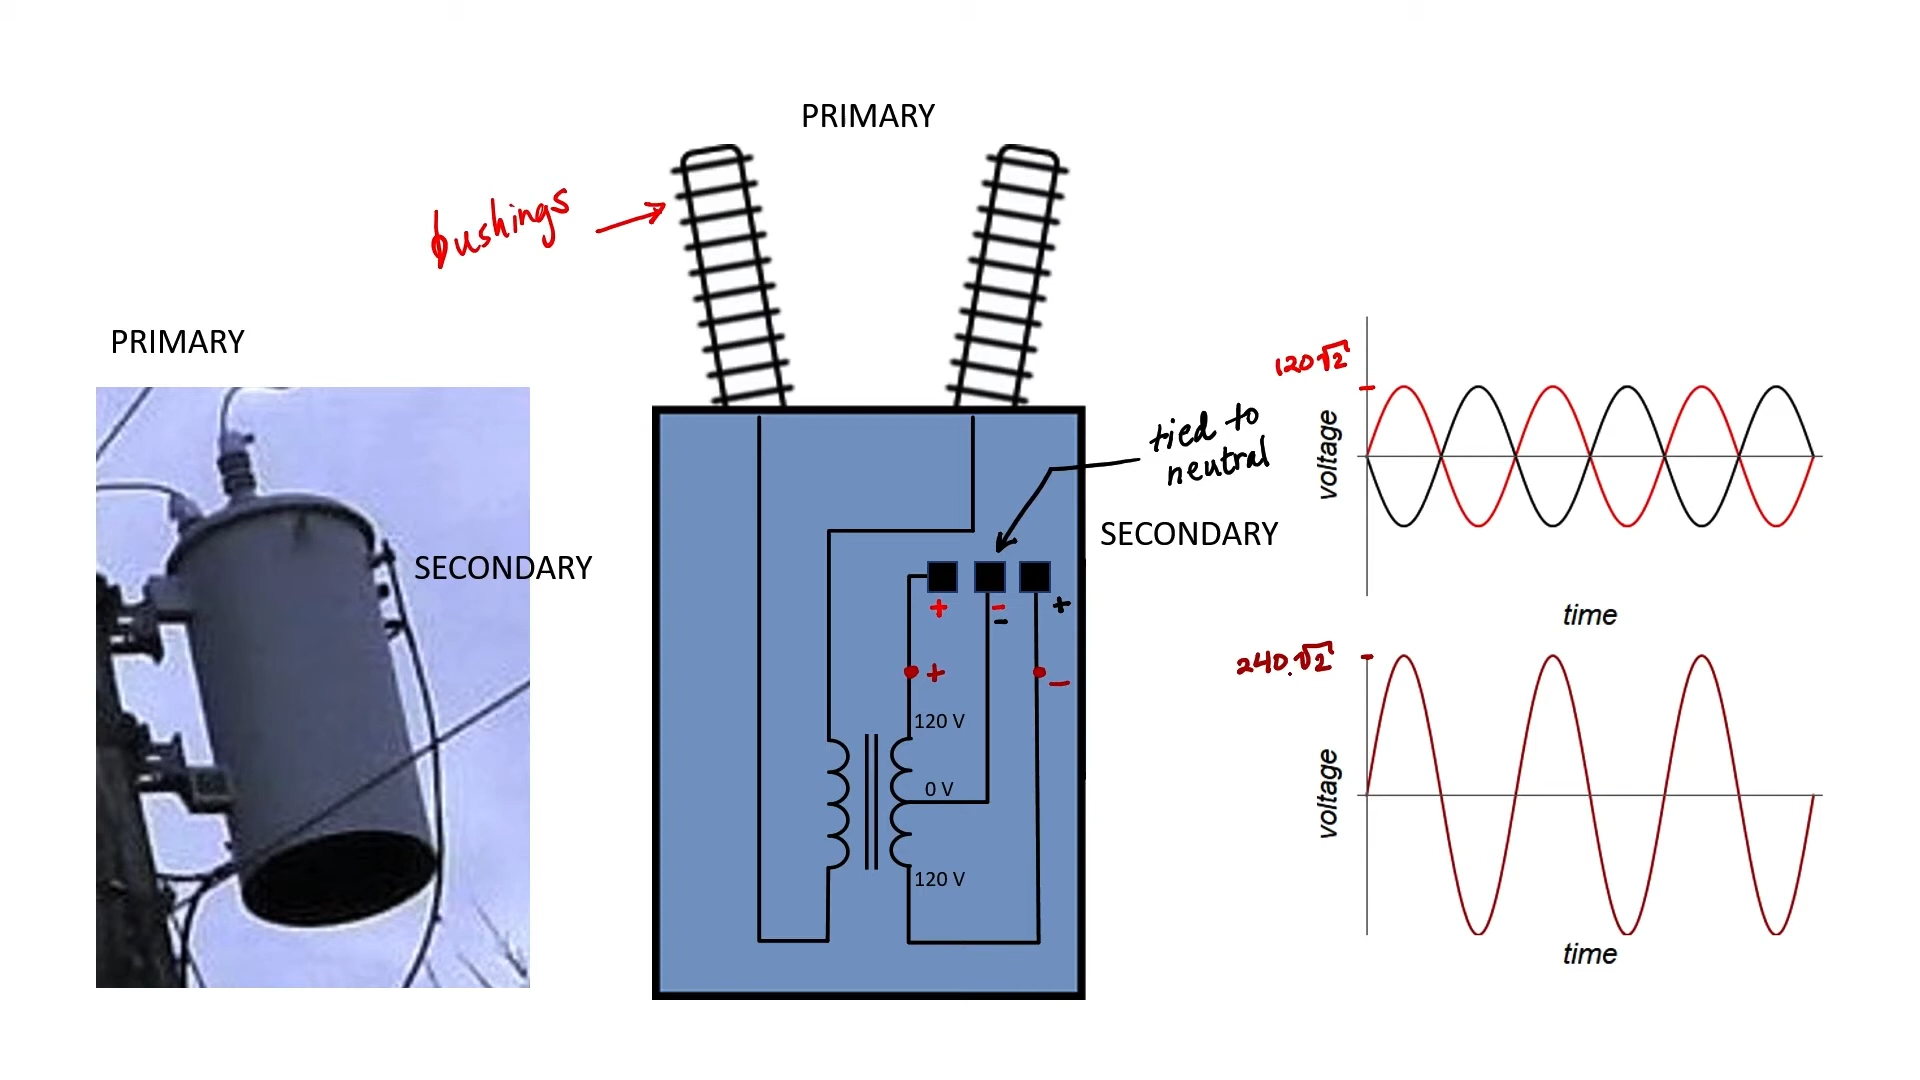 PRIMARY
bushings
PRIMARY
SECONDARY
tied to
neutral
SECONDARY
+
-
-
+
+
-
120 V
0 V
120 V
120√2
voltage
time
240.√2
voltage
time